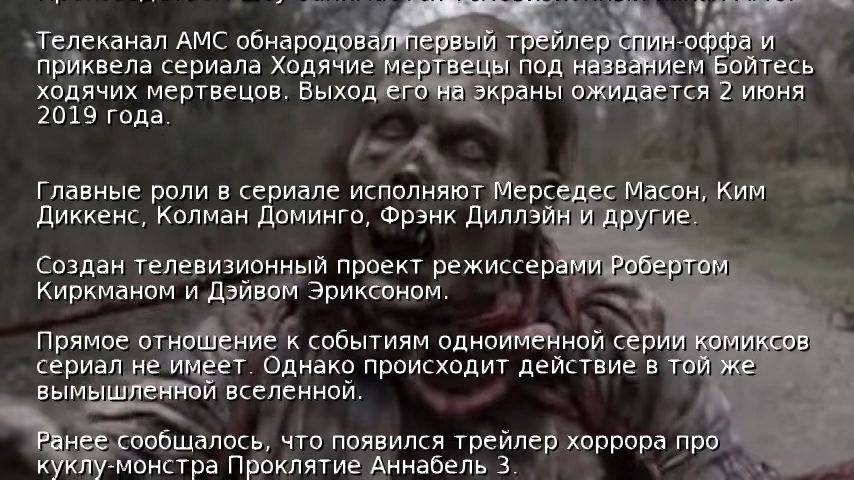 Телеканал AMC обнародовал первый трейлер спин-оффа и
приквела сериала Ходячие мертвецы под названием Бойтесь
ходячих мертвецов. Выход его на экраны ожидается 2 июня
2019 года.
Главные роли в сериале исполняют Мерседес Масон, Ким
Диккенс, Колман Доминго, Фрэнк Диллэйн и другие.
Создан телевизионный проект режиссерами Робертом
Киркманом и Дэйвом Эриксоном.
Прямое отношение к событиям одноименной серии комиксов
сериал не имеет. Однако происходит действие в той же
вымышленной вселенной.
Ранее сообщалось, что появился трейлер хоррора про
куклу-монстра Проклятие Аннабель 3.